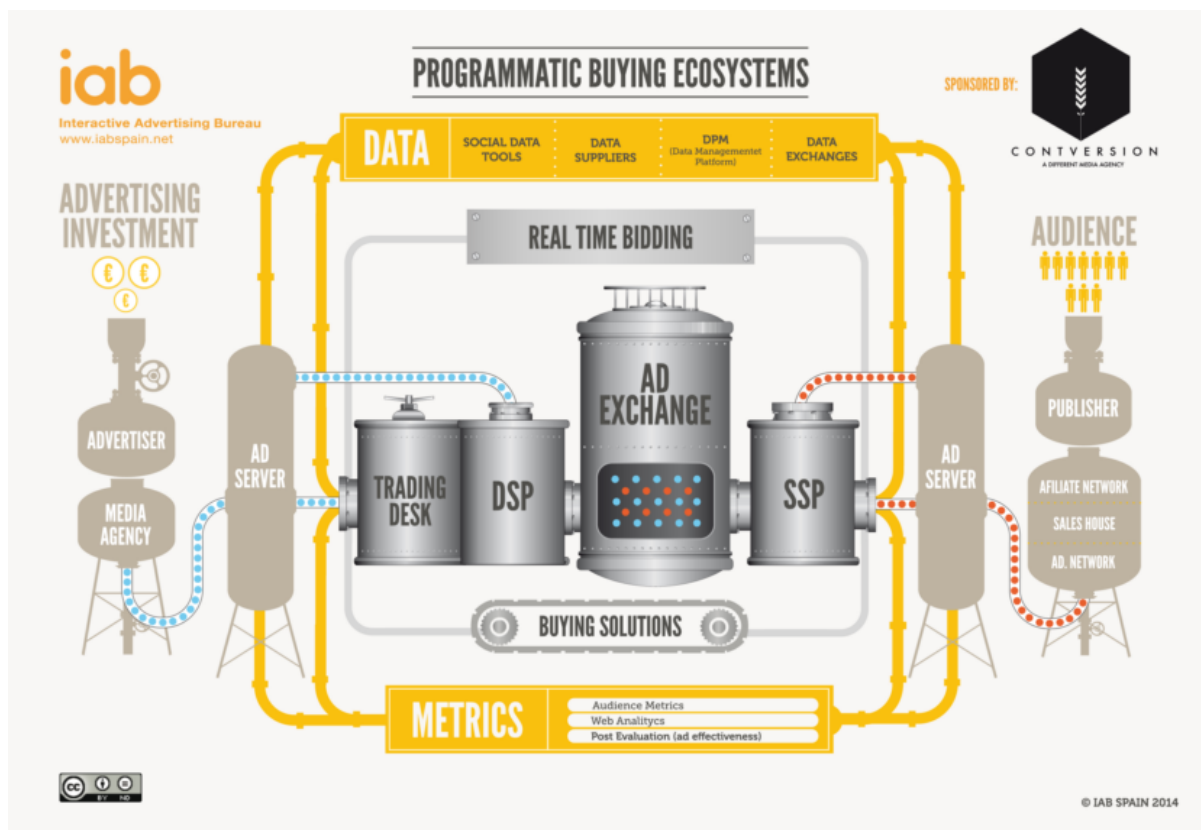 iab
Interactive Advertising Bureau
www.iabspain.net
PROGRAMMATIC BUYING ECOSYSTEMS
SPONSORED BY:
CONTVERSION
A DIFFERENT MEDIA AGENCY
DATA
SOCIAL DATA
TOOLS
DATA
SUPPLIERS
DPM
(Data Managementet
Platform)
DATA
EXCHANGES
ADVERTISING
INVESTMENT
€ €
€
REAL TIME BIDDING
AUDIENCE
ADVERTISER
MEDIA
AGENCY
AD
SERVER
TRADING
DESK
DSP
AD
EXCHANGE
SSP
AD
SERVER
PUBLISHER
AFILIATE NETWORK
SALES HOUSE
AD. NETWORK
BUYING SOLUTIONS
METRICS
Audience Metrics
Web Analitycs
Post Evaluation (ad effectiveness)
cc
BY ND
© IAB SPAIN 2014